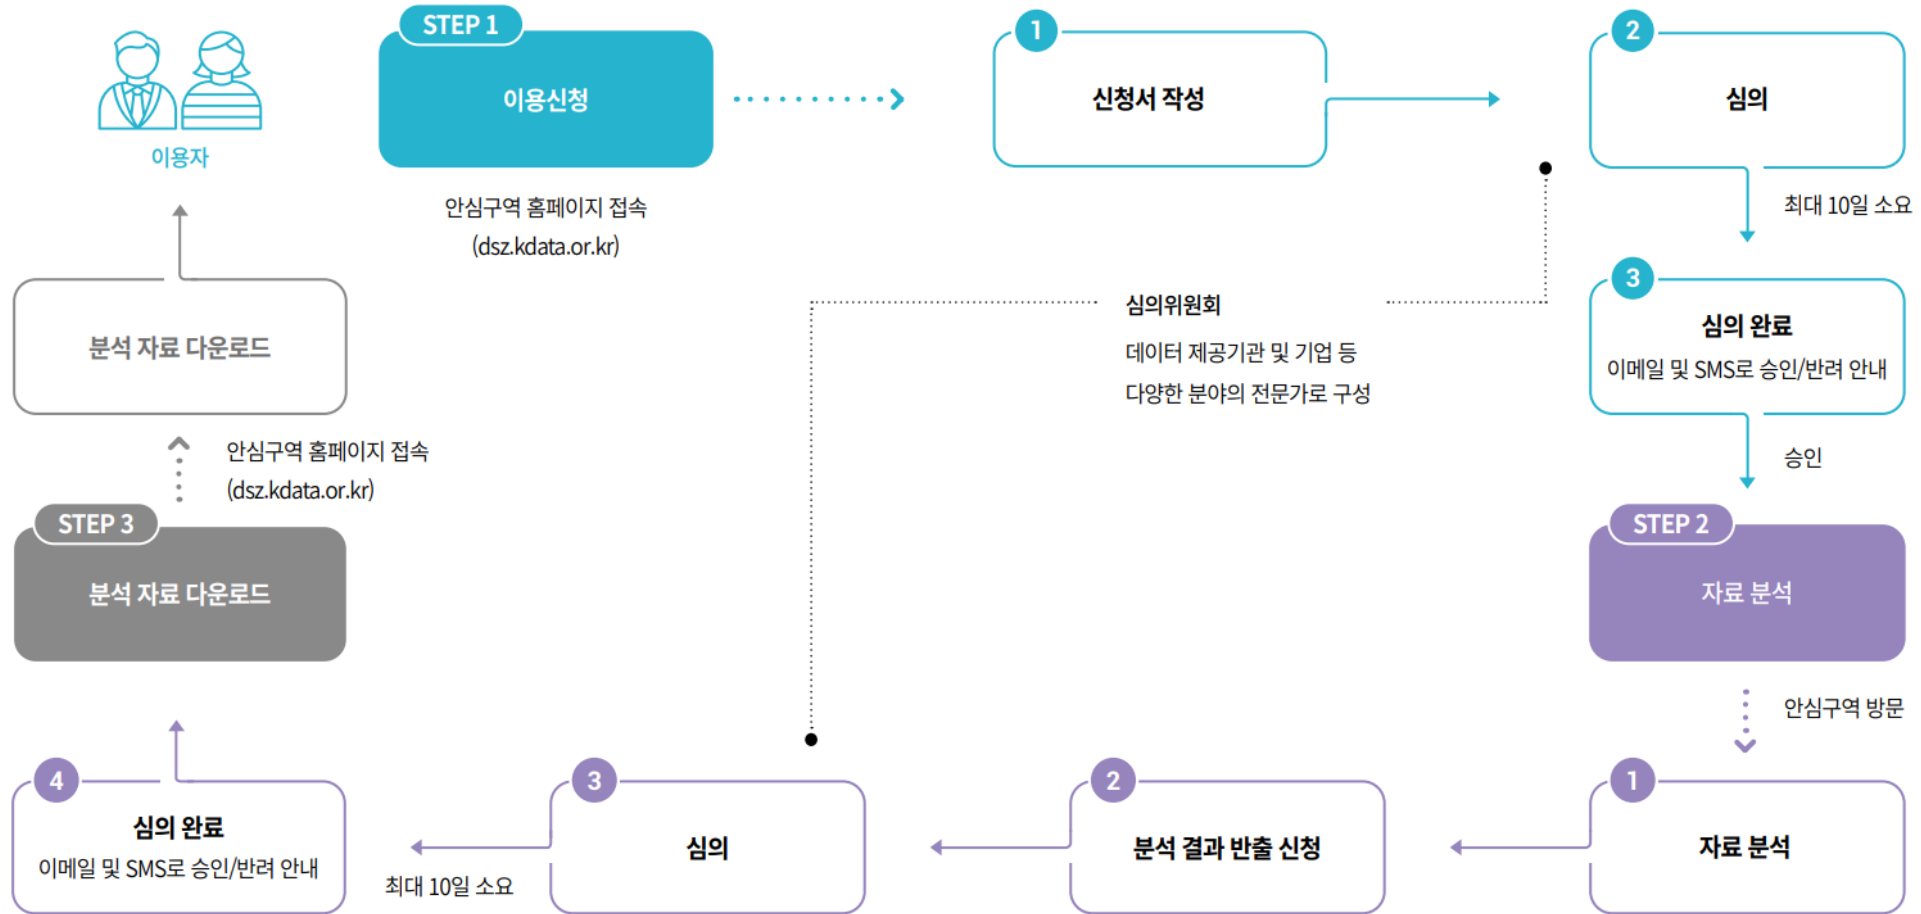 이용자
STEP 1
이용신청
안심구역 홈페이지 접속
(dsz.kdata.or.kr)
1
신청서 작성
2
심의
최대 10일 소요
3
심의 완료
이메일 및 SMS로 승인/반려 안내
승인
심의위원회
데이터 제공기관 및 기업 등
다양한 분야의 전문가로 구성
STEP 2
자료 분석
안심구역 방문
1
자료 분석
2
분석 결과 반출 신청
3
심의
최대 10일 소요
4
심의 완료
이메일 및 SMS로 승인/반려 안내
STEP 3
분석 자료 다운로드
안심구역 홈페이지 접속
(dsz.kdata.or.kr)
분석 자료 다운로드